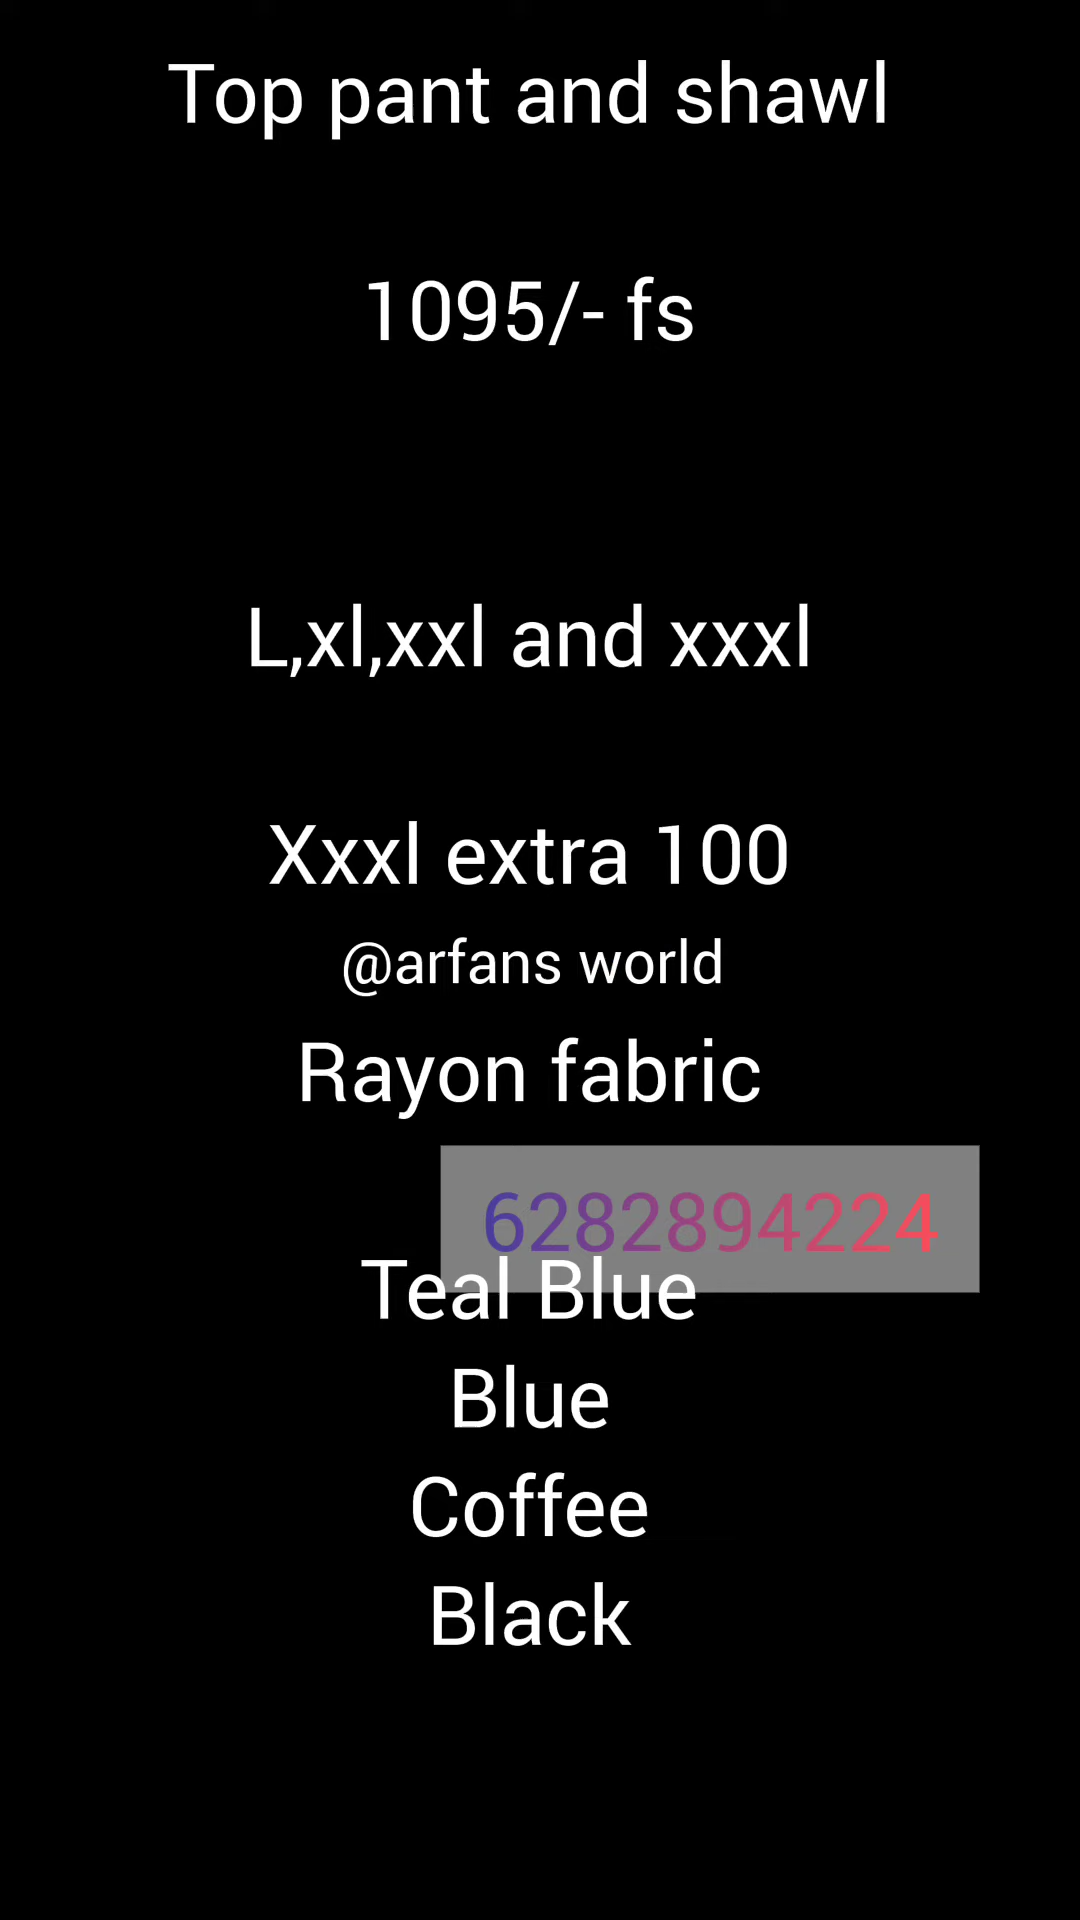 Top pant and shawl
1095/- fs
L,xl,xxl and xxxl
Xxxl extra 100
@arfans world
Rayon fabric
6282894224
Teal Blue
Blue
Coffee
Black